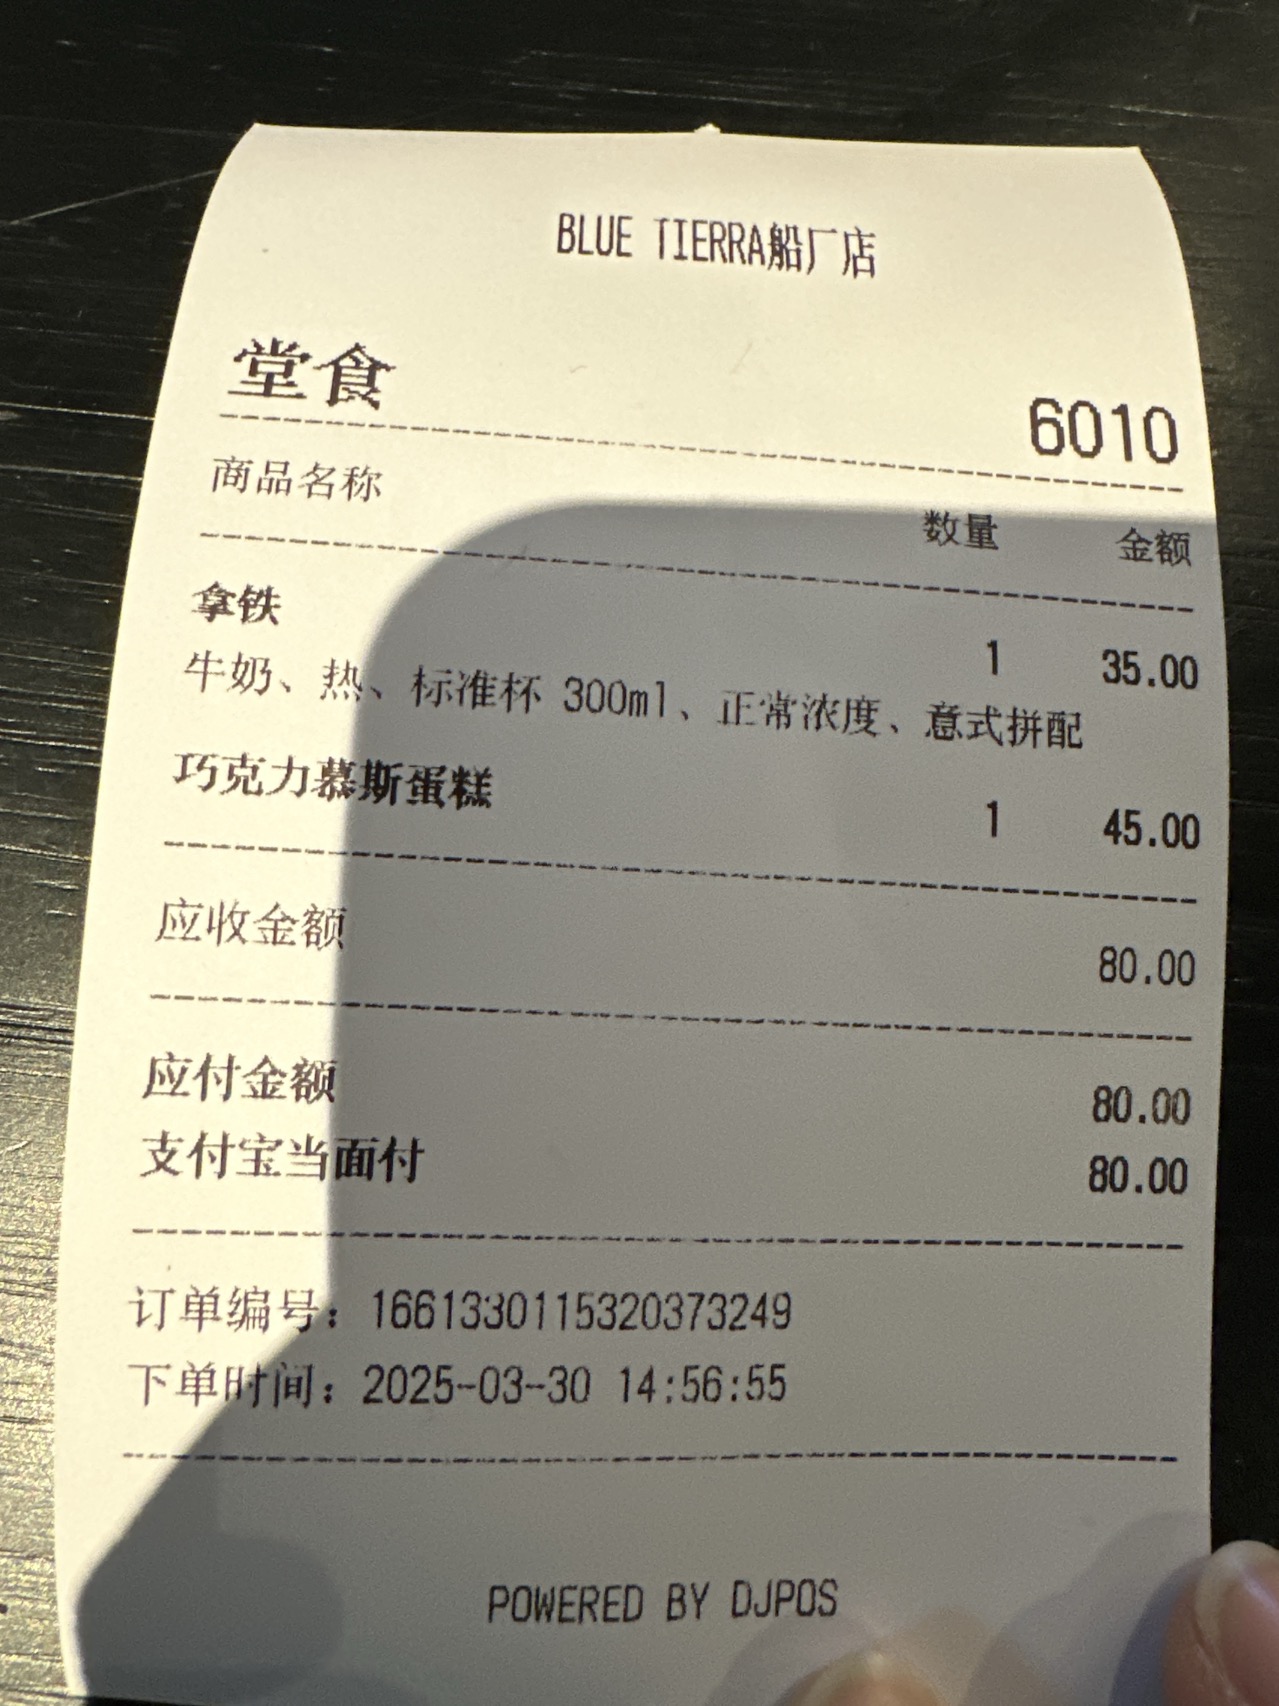 BLUE TIERRA船厂店
堂食 6010
商品名称 数量 金额
拿铁 1 35.00
牛奶、热、标准杯 300ml、正常浓度、意式拼配
巧克力慕斯蛋糕 1 45.00
应收金额 80.00
应付金额 80.00
支付宝当面付 80.00
订单编号：1661330115320373249
下单时间：2025-03-30 14:56:55
POWERED BY DJPOS